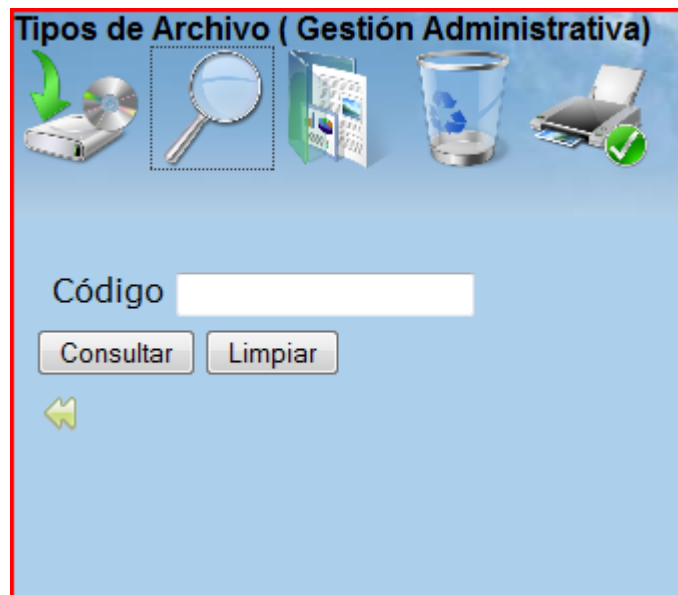 Tipos de Archivo ( Gestión Administrativa)
Código
Consultar Limpiar